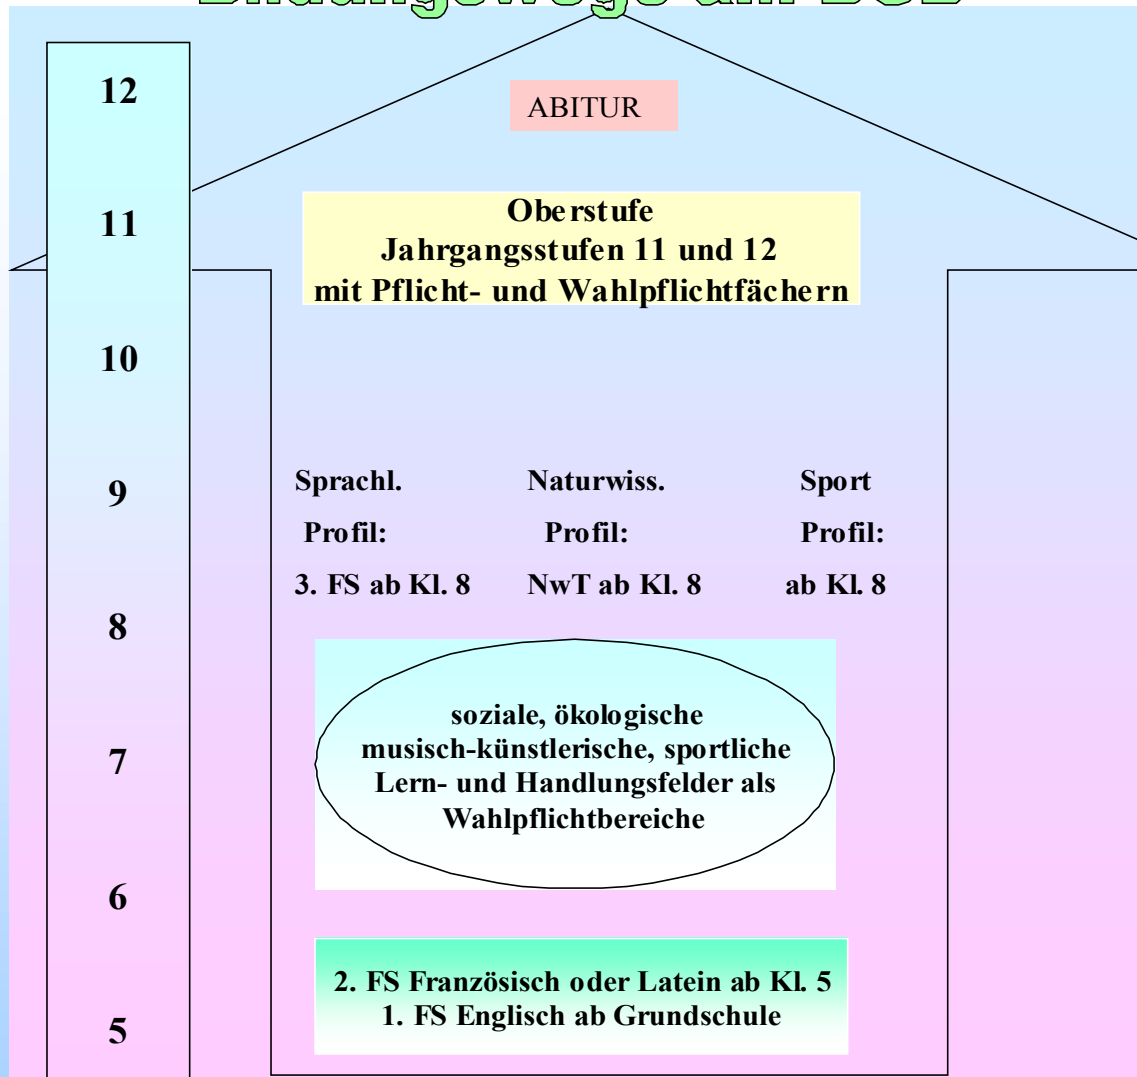 12
ABITUR
11
Oberstufe
Jahrgangsstufen 11 und 12
mit Pflicht- und Wahlpflichtfächern
10
9
Sprachl. Naturwiss. Sport
Profil: Profil: Profil:
3. FS ab Kl. 8 NwT ab Kl. 8 ab Kl. 8
8
soziale, ökologische
musisch-künstlerische, sportliche
Lern- und Handlungsfelder als
Wahlpflichtbereiche
7
6
2. FS Französisch oder Latein ab Kl. 5
1. FS Englisch ab Grundschule
5